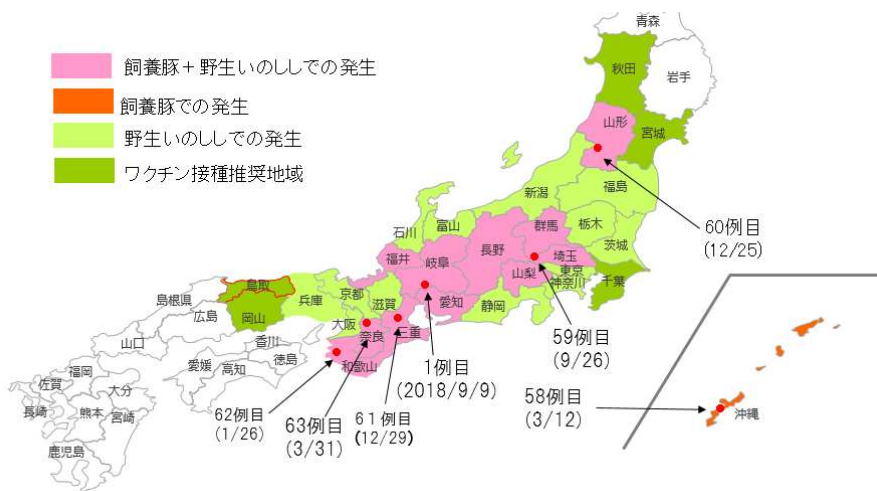 飼養豚＋野生いのししでの発生
飼養豚での発生
野生いのししでの発生
ワクチン接種推奨地域
青森
秋田
岩手
山形
宮城
新潟
福島
60例目
(12/25)
石川
富山
群馬
栃木
福井
岐阜
長野
埼玉
茨城
山梨
東京
神奈川
千葉
鳥取
島根県
兵庫
京都
滋賀
愛知
静岡
広島
岡山
大阪
奈良
三重
59例目
(9/26)
山口
香川
徳島
愛媛
高知
和歌山
1例目
(2018/9/9)
福岡
佐賀
大分
長崎
熊本
宮崎
鹿児島
62例目
(1/26)
63例目
(3/31)
61例目
(12/29)
58例目
(3/12)
沖縄